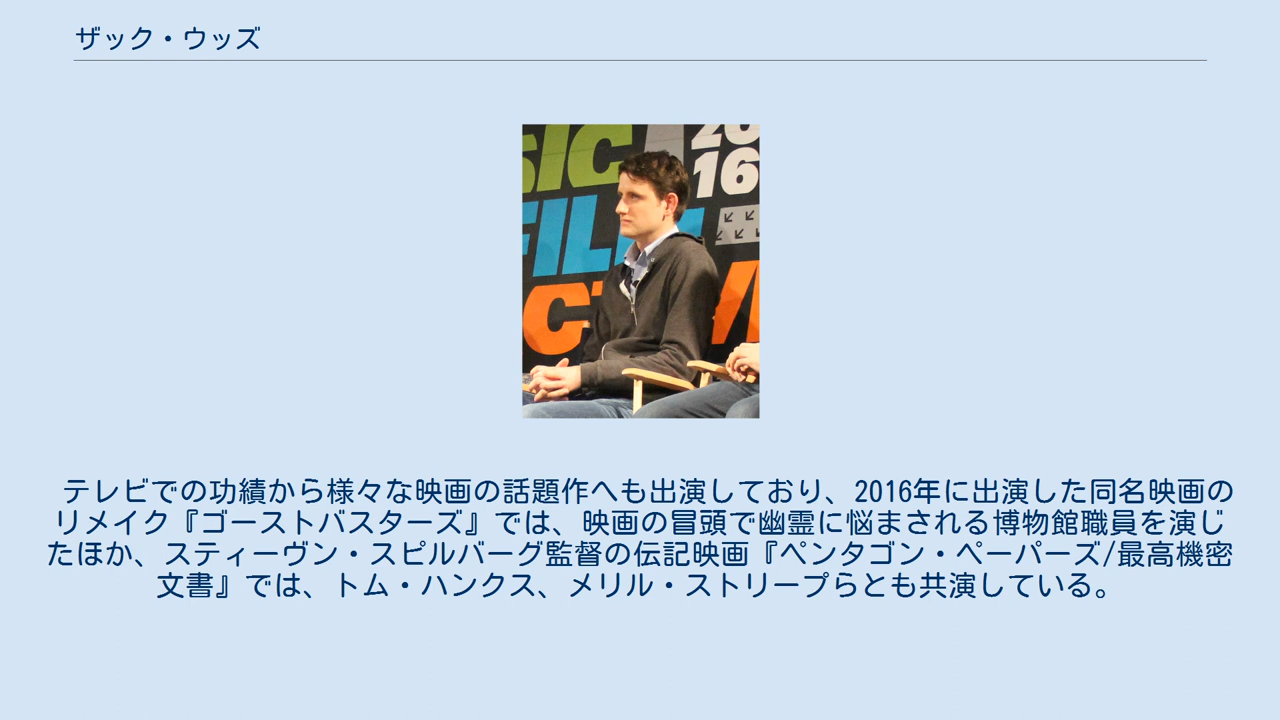 ザック・ウッズ
SIC
20
16
FIL
CT
テレビでの功績から様々な映画の話題作へも出演しており、2016年に出演した同名映画の
リメイク『ゴーストバスターズ』では、映画の冒頭で幽霊に悩まされる博物館職員を演じ
たほか、スティーヴン・スピルバーグ監督の伝記映画『ペンタゴン・ペーパーズ/最高機密
文書』では、トム・ハンクス、メリル・ストリープらとも共演している。